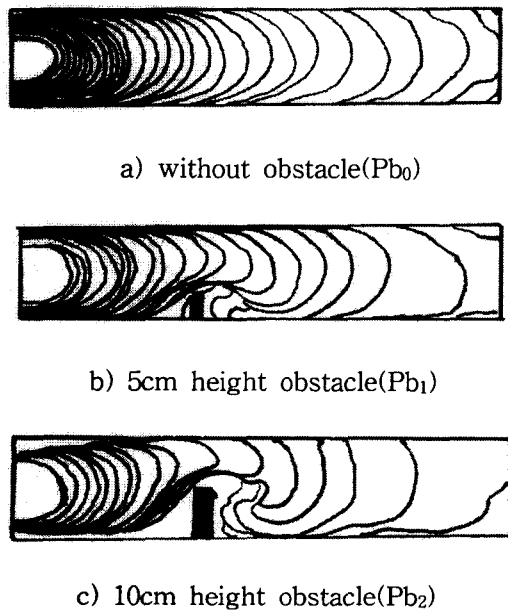 a) without obstacle(Pb₀)
b) 5cm height obstacle(Pb₁)
c) 10cm height obstacle(Pb₂)